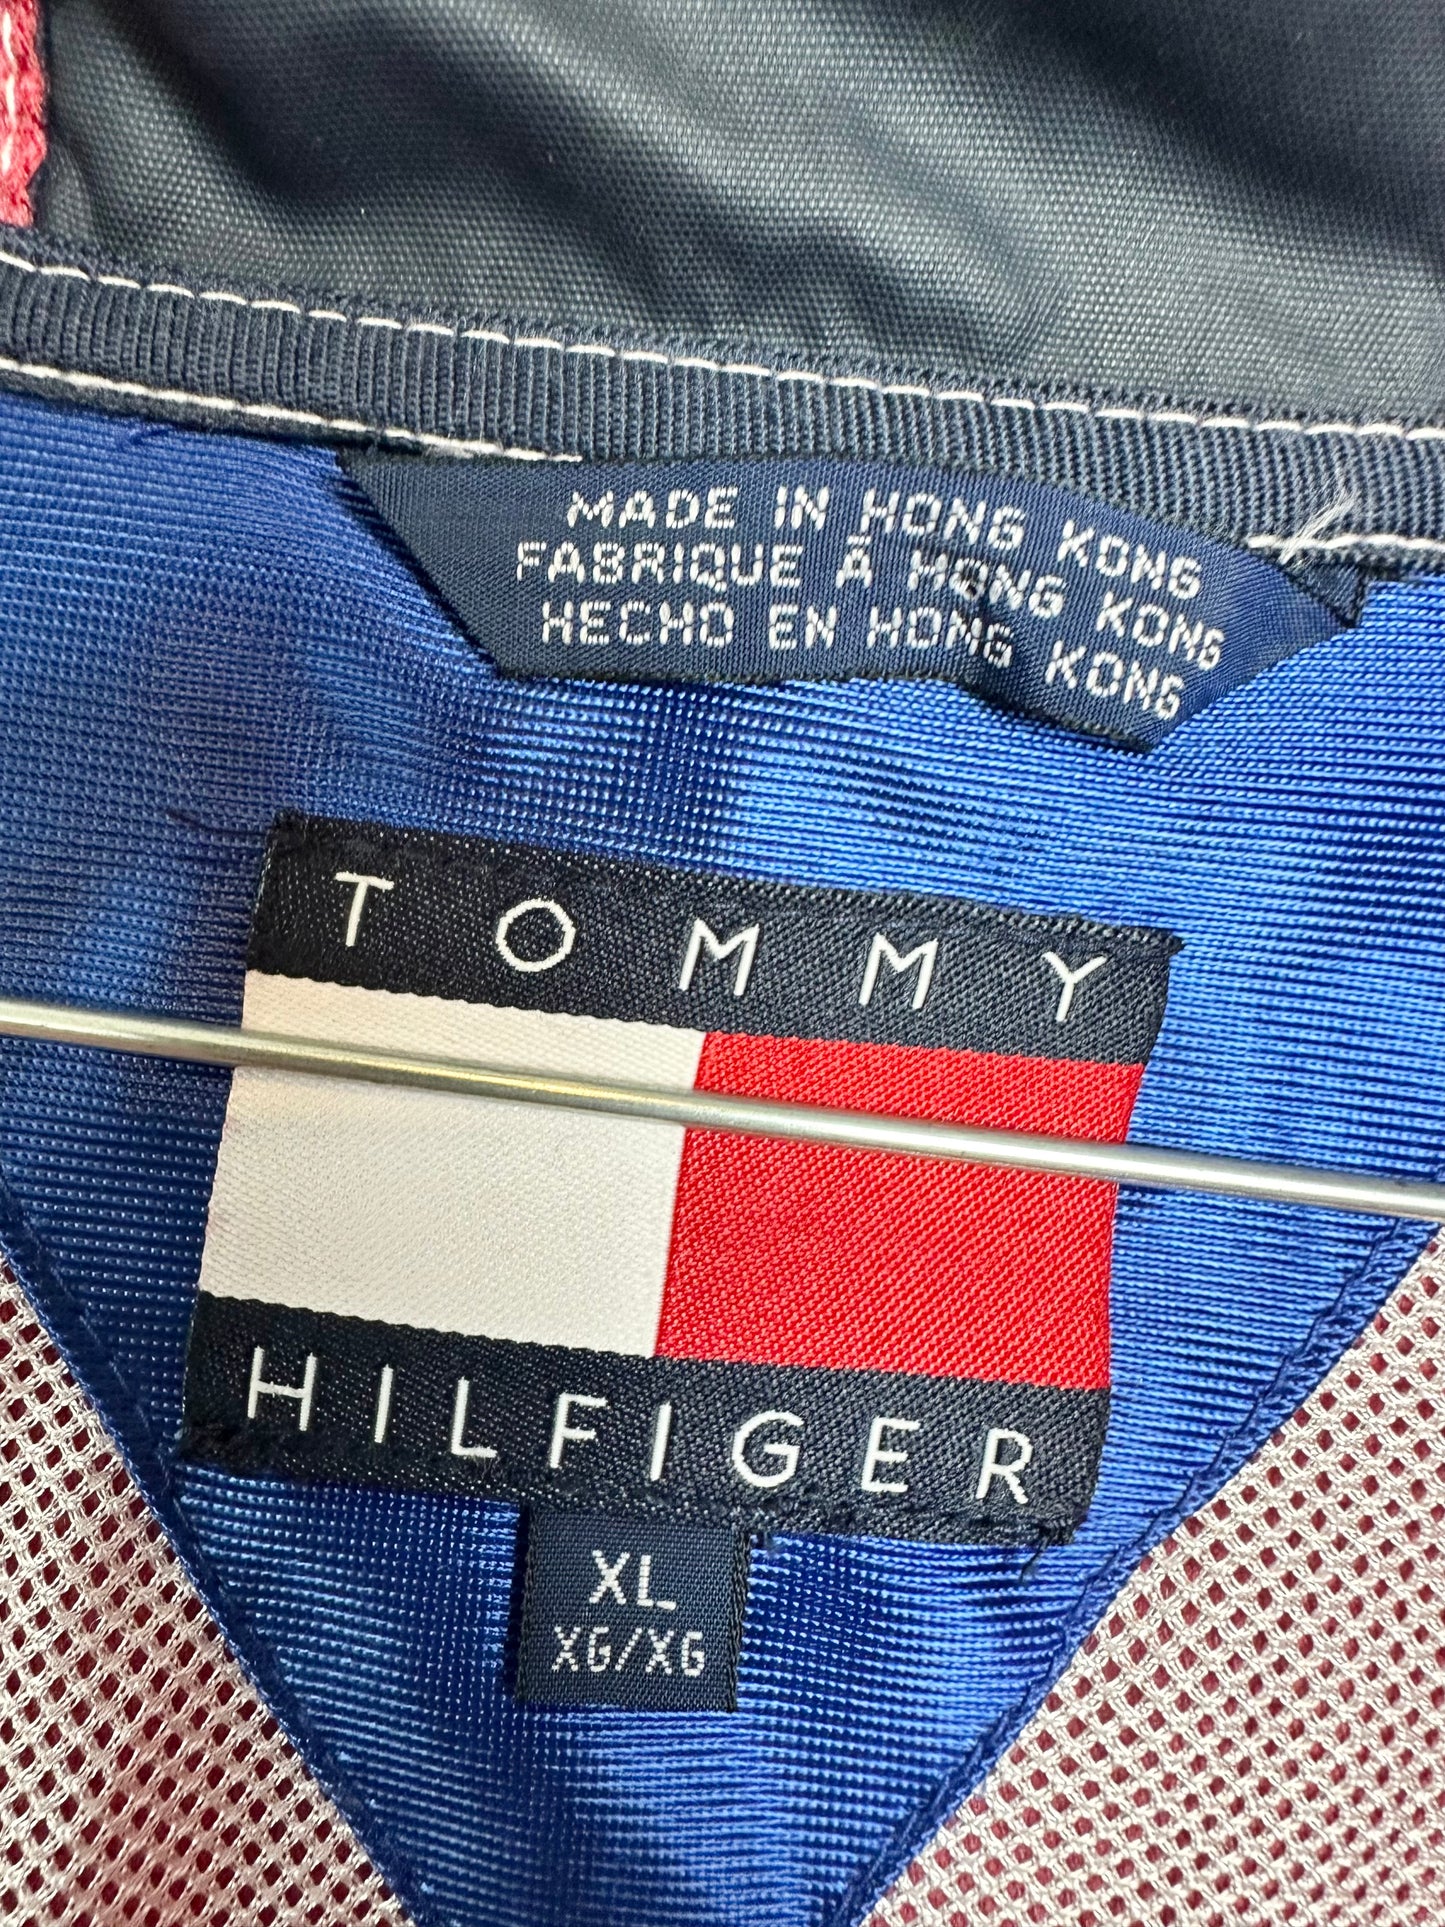 MADE IN HONG KONG
FABRIQUE À HONG KONG
HECHO EN HONG KONG
TOMMY
HILFIGER
XL
XG/XG